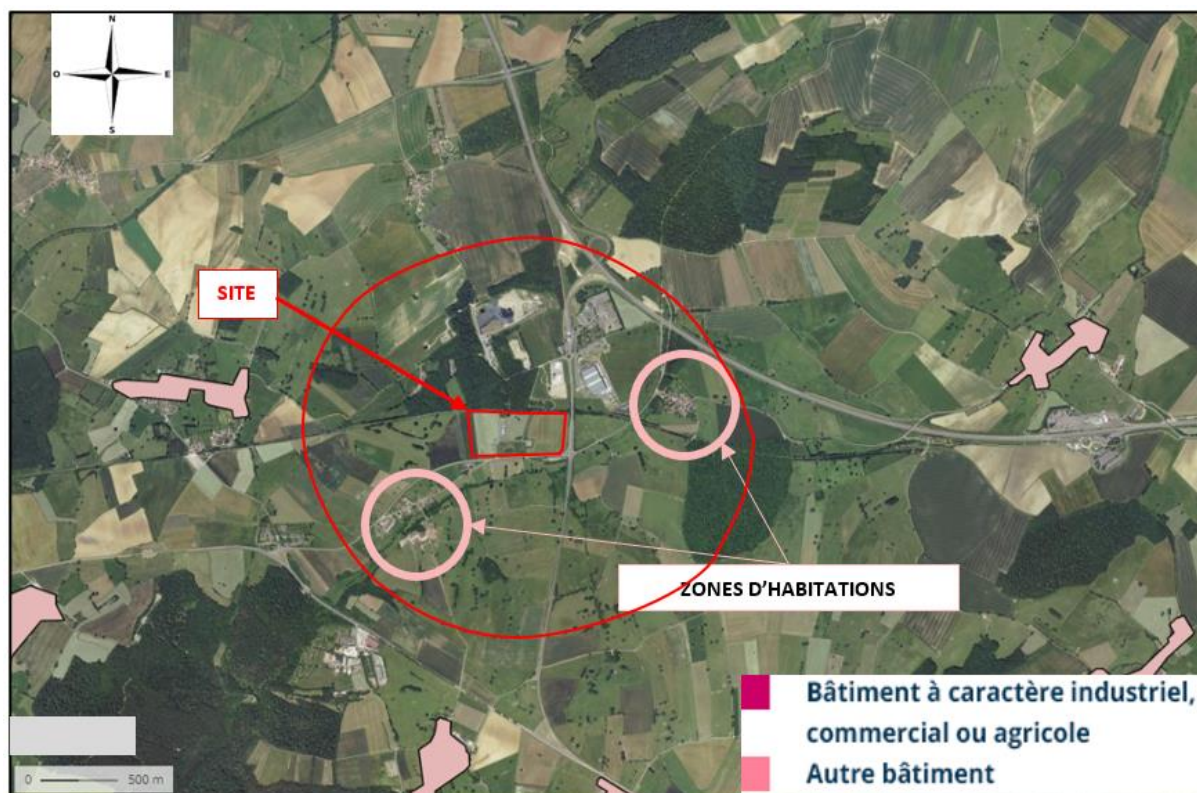 N
O
E
S
SITE
ZONES D'HABITATIONS
0
500 m
Bâtiment à caractère industriel,
commercial ou agricole
Autre bâtiment